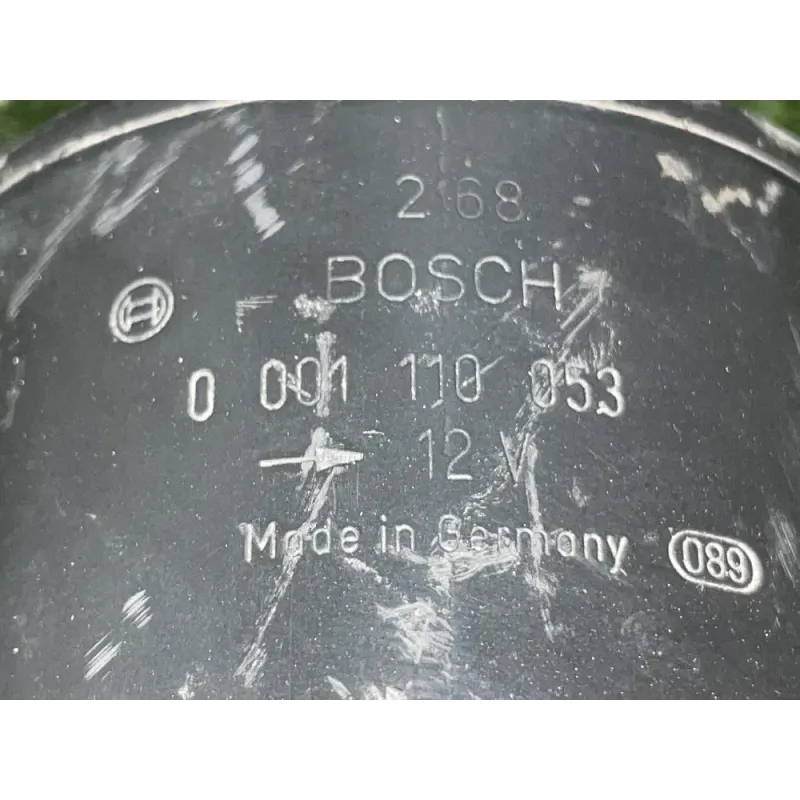 268
BOSCH
0 001 110 053
12 V
Made in Germany 089